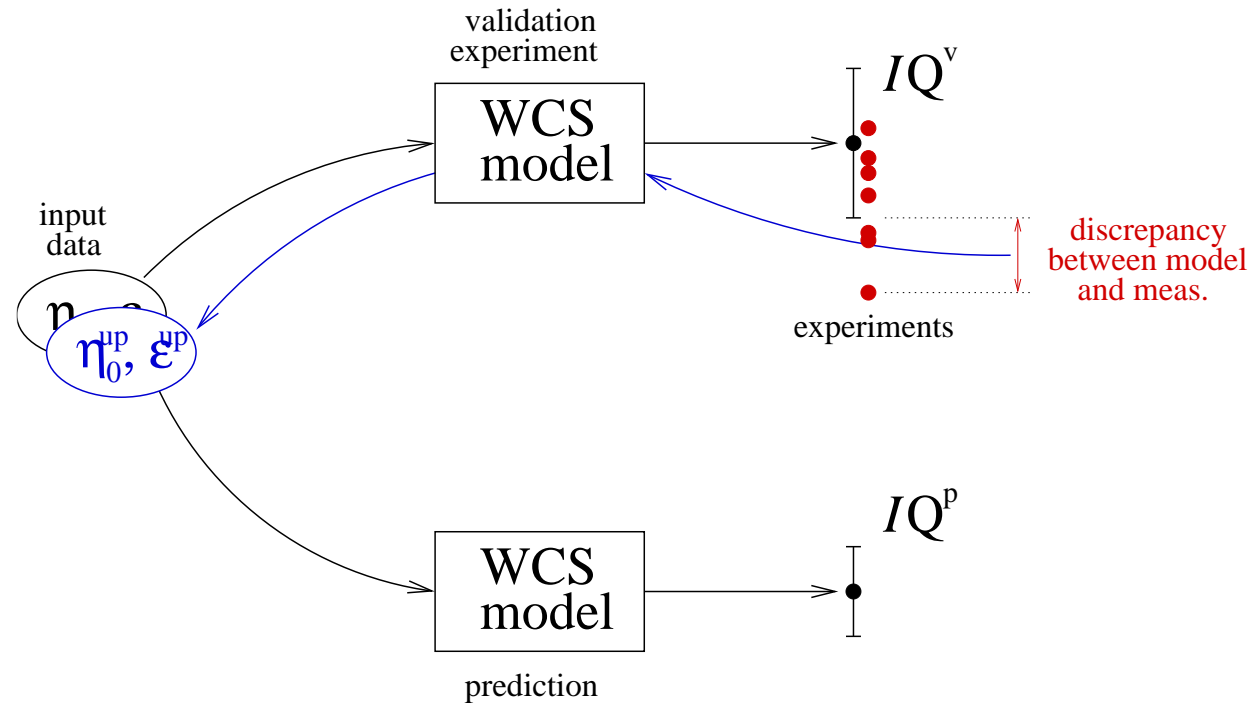 validation
experiment
WCS
model
IQ^v
input
data
η_0^up, ε^up
discrepancy
between model
and meas.
experiments
WCS
model
IQ^p
prediction